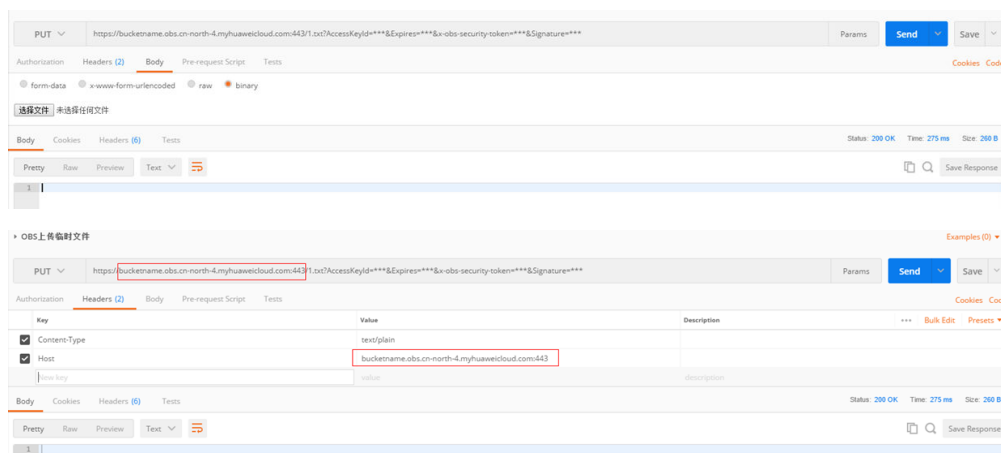 PUT https://bucketname.obs.cn-north-4.myhuaweicloud.com:443/1.txt?AccessKeyId=***&Expires=***&x-obs-security-token=***&Signature=*** Params Send Save
Authorization Headers (2) Body Pre-request Script Tests Cookies Cod
form-data x-www-form-urlencoded raw binary
选择文件 未选择任何文件
Body Cookies Headers (6) Tests Status: 200 OK Time: 275 ms Size: 260 B
Pretty Raw Preview Text Save Response
1
OBS上传临时文件 Examples (0)
PUT https://bucketname.obs.cn-north-4.myhuaweicloud.com:443/1.txt?AccessKeyId=***&Expires=***&x-obs-security-token=***&Signature=*** Params Send Save
Authorization Headers (2) Body Pre-request Script Tests Cookies Coc
Key Value Description ••• Bulk Edit Presets
Content-Type text/plain
Host bucketname.obs.cn-north-4.myhuaweicloud.com:443
New key value description
Body Cookies Headers (6) Tests Status: 200 OK Time: 275 ms Size: 260 B
Pretty Raw Preview Text Save Response
1